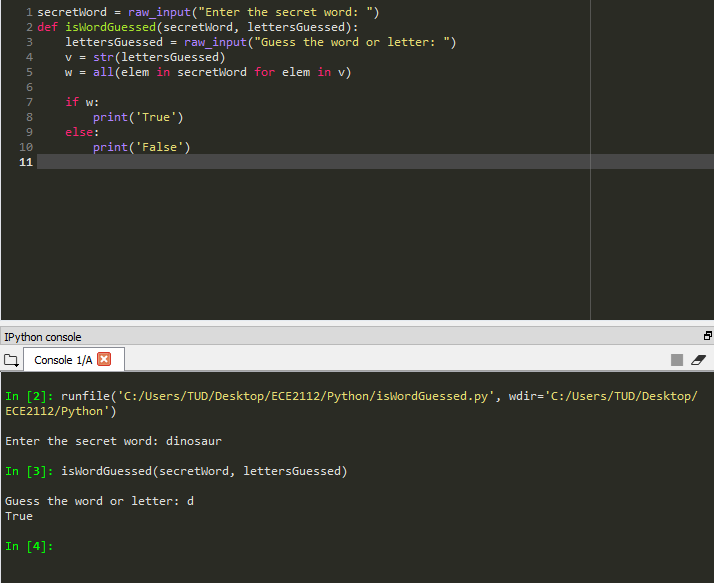 1 secretWord = raw_input("Enter the secret word: ")
2 def isWordGuessed(secretWord, lettersGuessed):
3     lettersGuessed = raw_input("Guess the word or letter: ")
4     v = str(lettersGuessed)
5     w = all(elem in secretWord for elem in v)
6
7     if w:
8         print('True')
9     else:
10         print('False')
11
IPython console
Console 1/A
In [2]: runfile('C:/Users/TUD/Desktop/ECE2112/Python/isWordGuessed.py', wdir='C:/Users/TUD/Desktop/
ECE2112/Python')
Enter the secret word: dinosaur
In [3]: isWordGuessed(secretWord, lettersGuessed)
Guess the word or letter: d
True
In [4]: